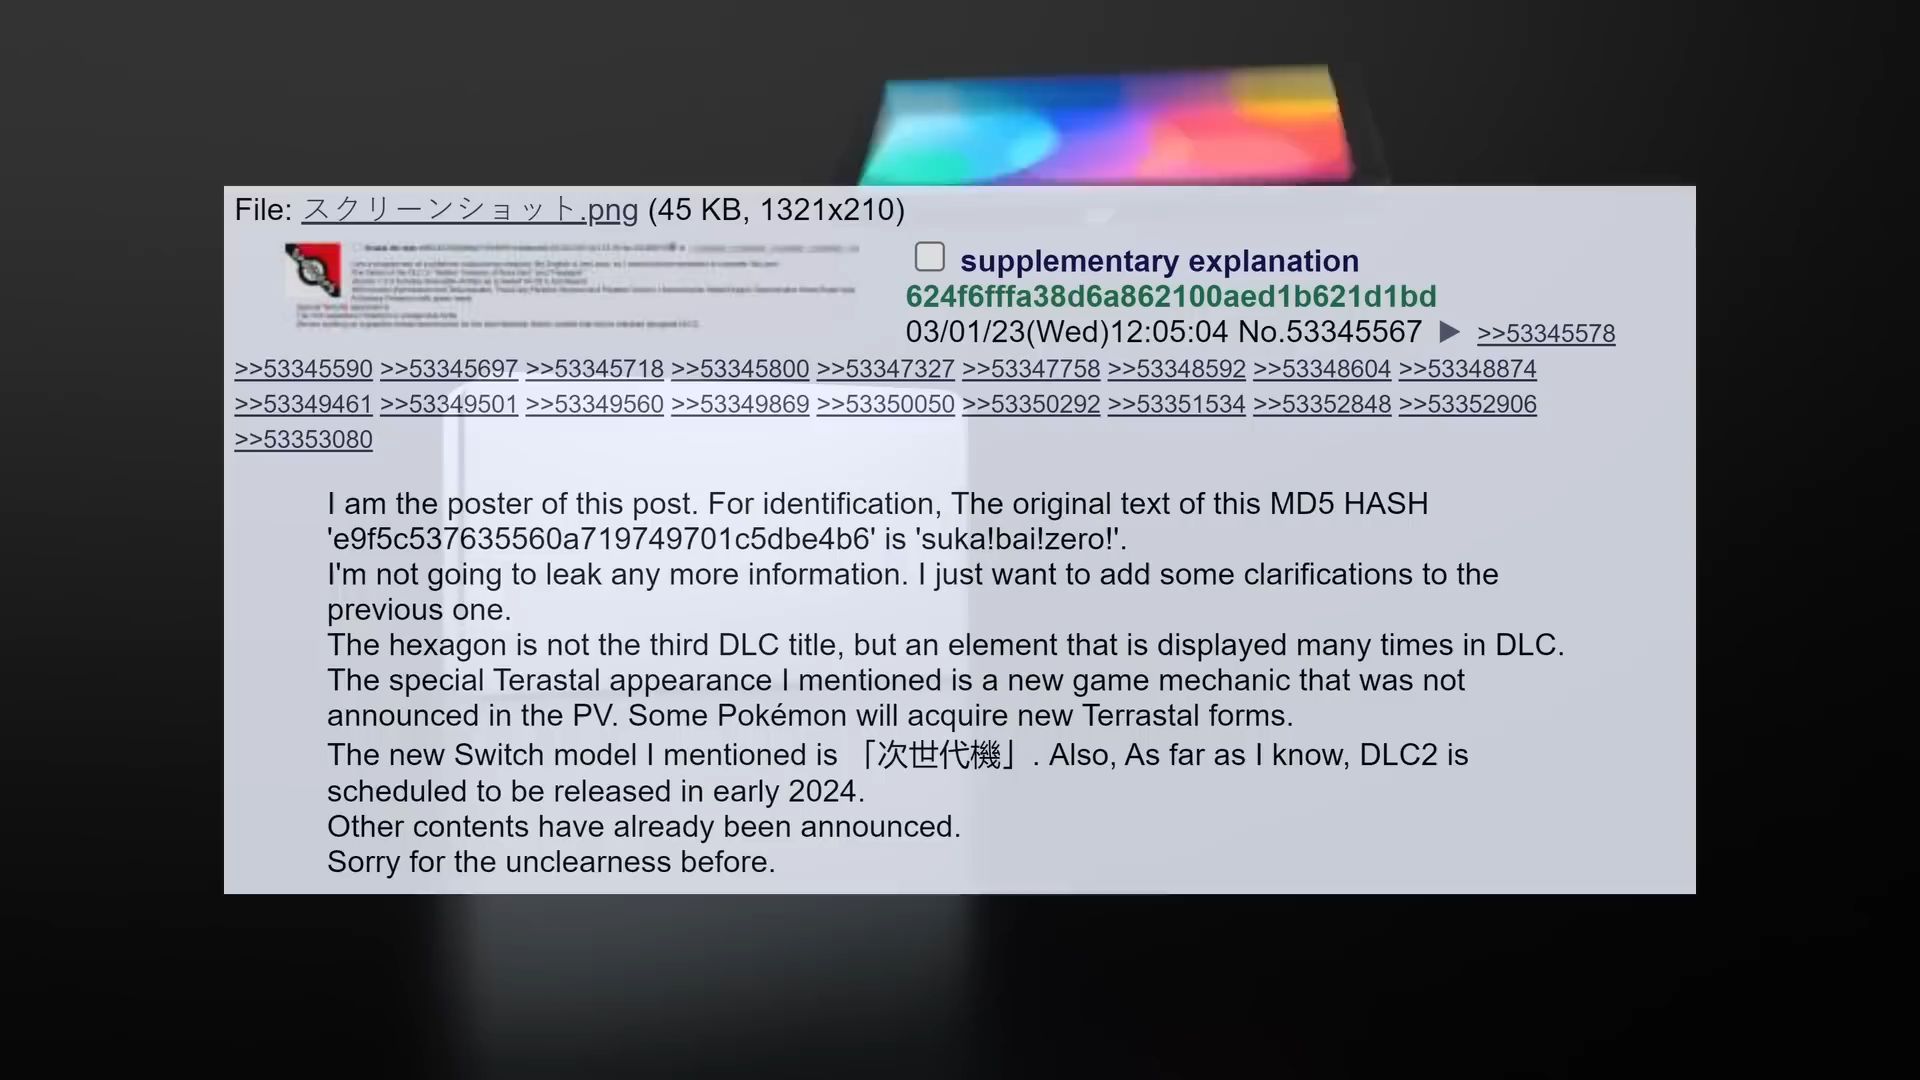 File: スクリーンショット.png (45 KB, 1321x210)
supplementary explanation
624f6fffa38d6a862100aed1b621d1bd
03/01/23(Wed)12:05:04 No.53345567 ▶ >>53345578
>>53345590 >>53345697 >>53345718 >>53345800 >>53347327 >>53347758 >>53348592 >>53348604 >>53348874
>>53349461 >>53349501 >>53349560 >>53349869 >>53350050 >>53350292 >>53351534 >>53352848 >>53352906
>>53353080
I am the poster of this post. For identification, The original text of this MD5 HASH
'e9f5c537635560a719749701c5dbe4b6' is 'suka!bai!zero!'.
I'm not going to leak any more information. I just want to add some clarifications to the
previous one.
The hexagon is not the third DLC title, but an element that is displayed many times in DLC.
The special Terastal appearance I mentioned is a new game mechanic that was not
announced in the PV. Some Pokémon will acquire new Terrastal forms.
The new Switch model I mentioned is 「次世代機」. Also, As far as I know, DLC2 is
scheduled to be released in early 2024.
Other contents have already been announced.
Sorry for the unclearness before.